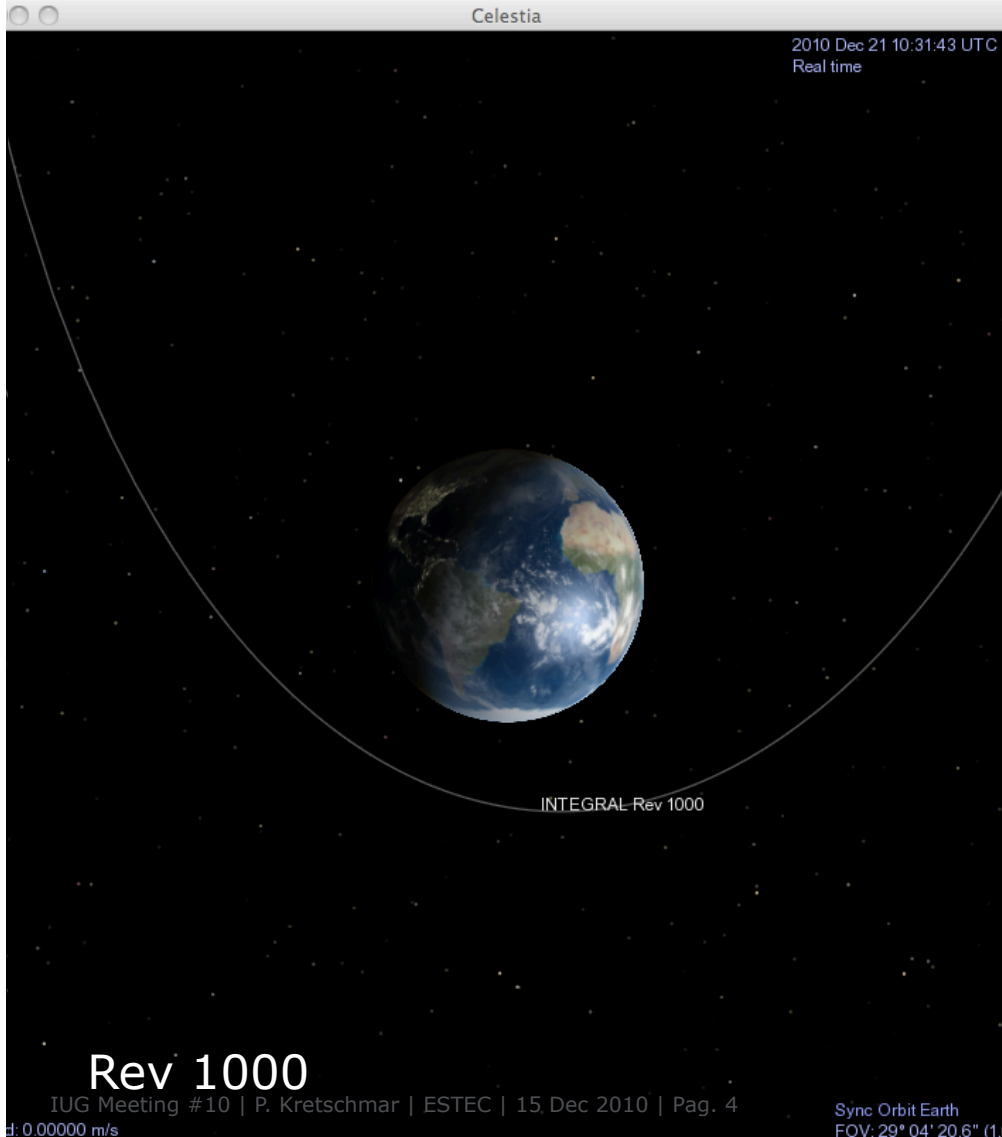 Celestia
2010 Dec 21 10:31:43 UTC
Real time
INTEGRAL Rev 1000
Rev 1000
IUG Meeting #10 | P. Kretschmar | ESTEC | 15 Dec 2010 | Pag. 4
Sync Orbit Earth
d: 0.00000 m/s
FOV: 29° 04' 20.6" (1